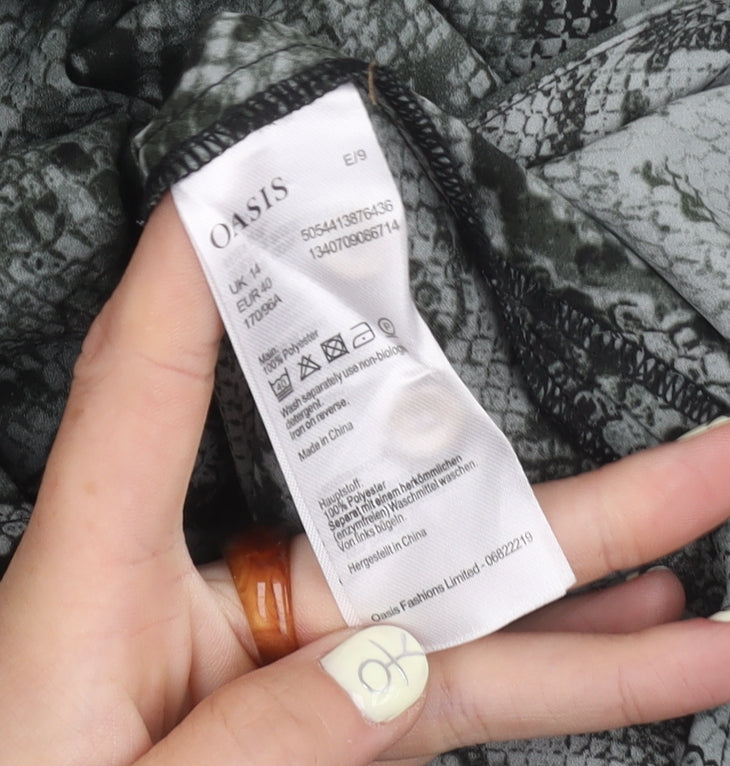 E/9
OASIS
5054413876436
1340709086714
UK 14
EUR 40
170/96A
Main:
100% Polyester
Wash separately use non-biolog
detergent.
Iron on reverse.
Made in China
Hauptstoff:
100% Polyester
Separat mit einem herkömmlichen
(enzymfreien) Waschmittel waschen.
Von links bügeln.
Hergestellt in China
Oasis Fashions Limited - 06822219
ok